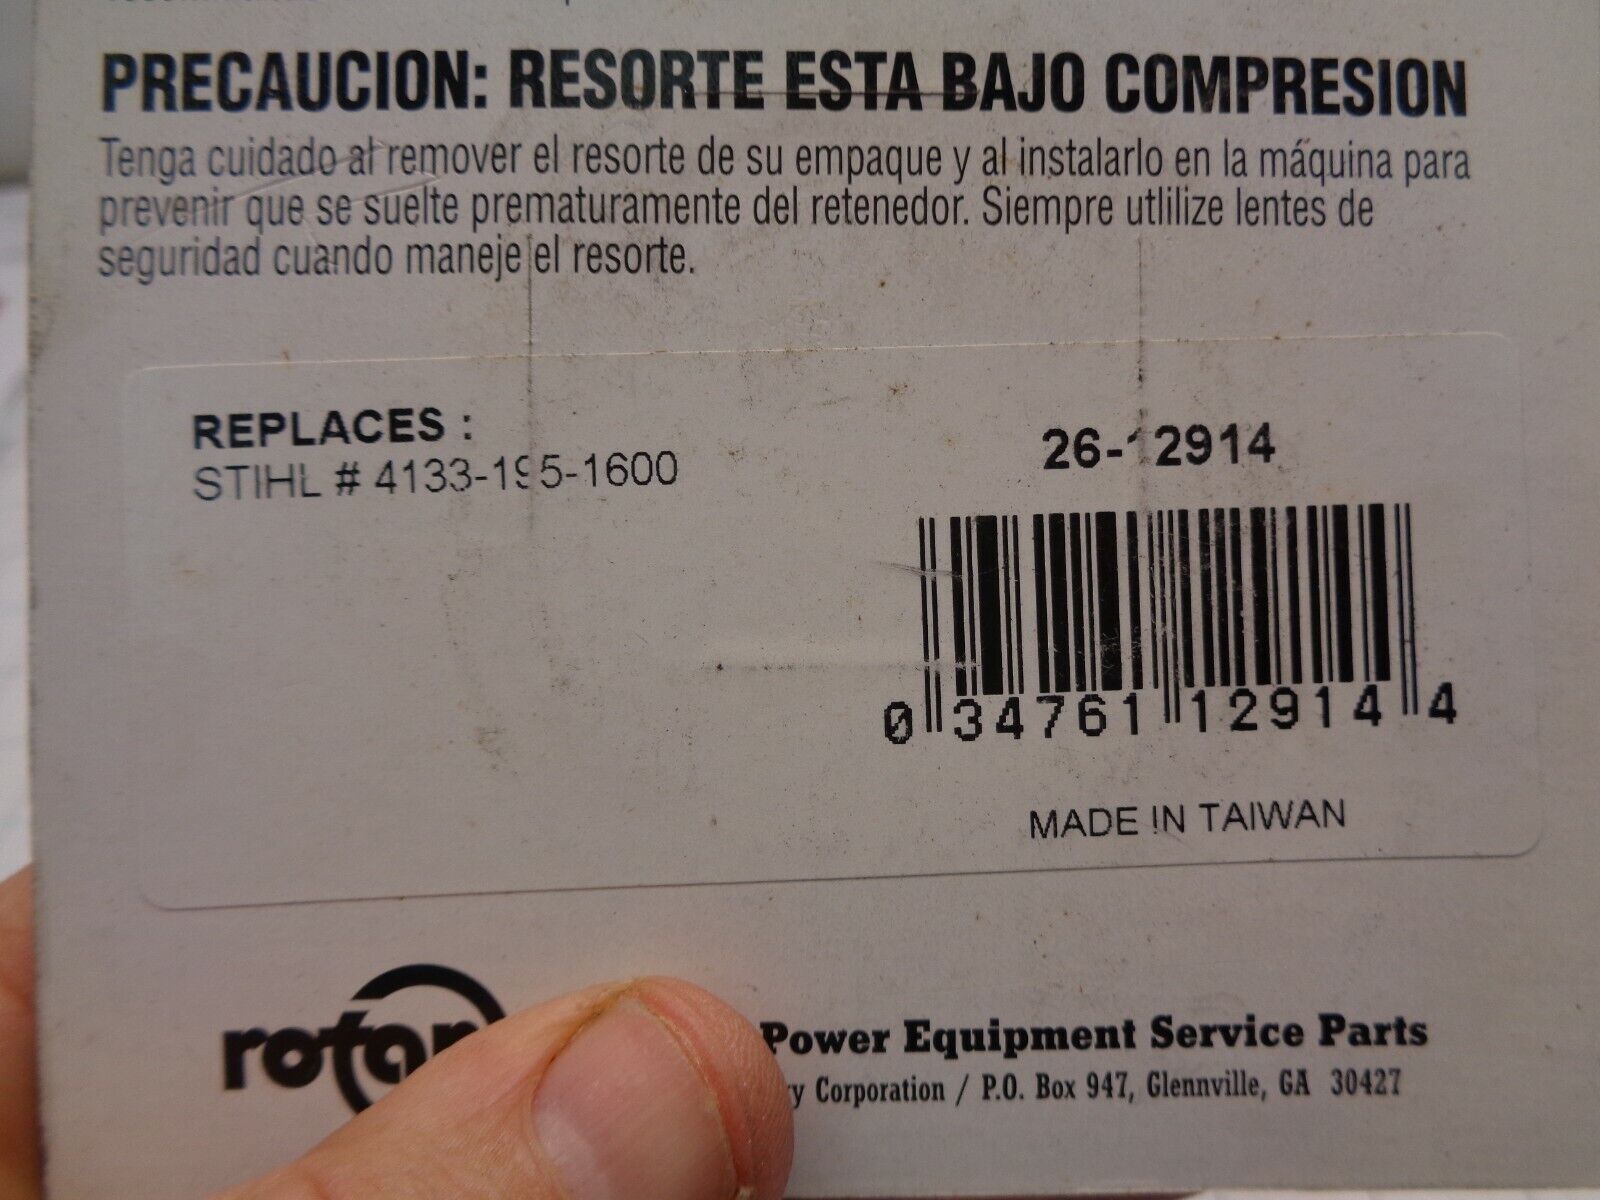 PRECAUCION: RESORTE ESTA BAJO COMPRESION
Tenga cuidado al remover el resorte de su empaque y al instalarlo en la máquina para
prevenir que se suelte prematuramente del retenedor. Siempre utlilize lentes de
seguridad cuando maneje el resorte.
REPLACES :
STIHL # 4133-195-1600
26-12914
0 34761 12914 4
MADE IN TAIWAN
rotar
Power Equipment Service Parts
y Corporation / P.O. Box 947, Glennville, GA 30427